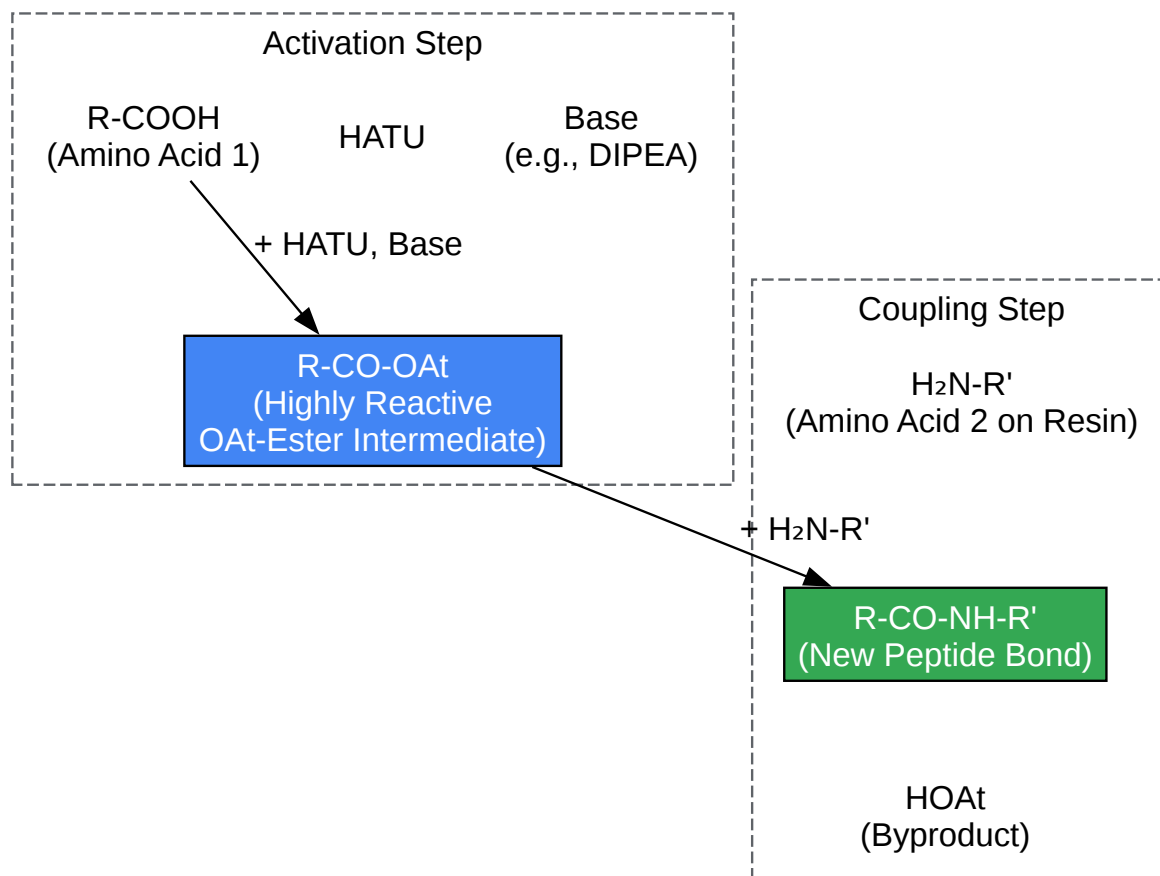 Activation Step
R-COOH
(Amino Acid 1)
HATU
Base
(e.g., DIPEA)
+ HATU, Base
R-CO-OAt
(Highly Reactive
OAt-Ester Intermediate)
Coupling Step
H₂N-R'
(Amino Acid 2 on Resin)
+ H₂N-R'
R-CO-NH-R'
(New Peptide Bond)
HOAt
(Byproduct)